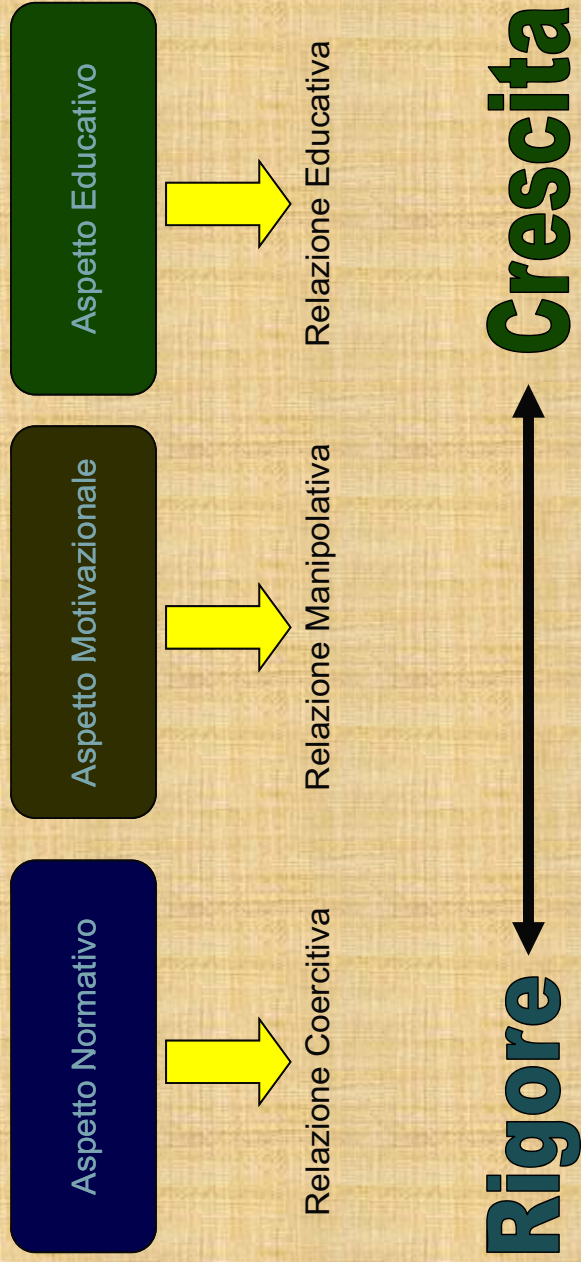 Aspetto Normativo
Aspetto Motivazionale
Aspetto Educativo
Relazione Coercitiva
Relazione Manipolativa
Relazione Educativa
Rigore
Crescita